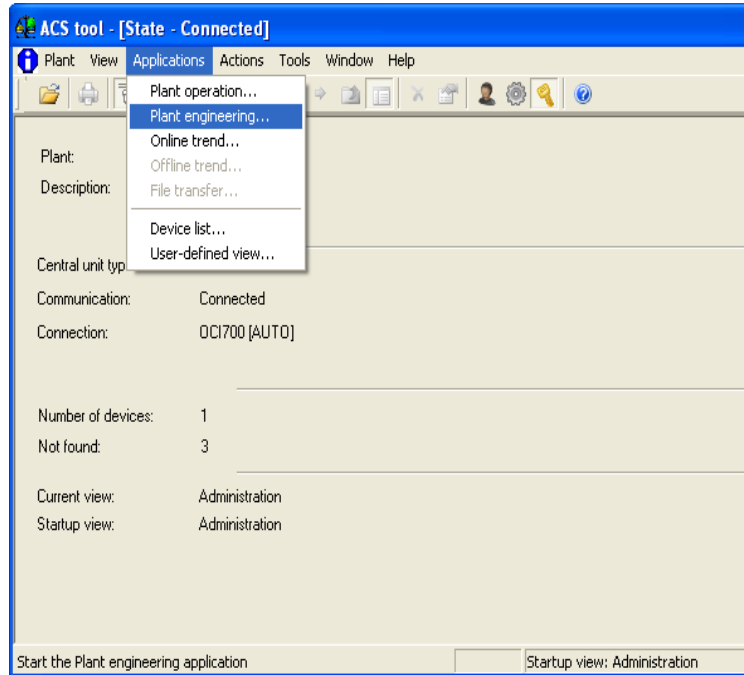 ACS tool - [State - Connected]
Plant View Applications Actions Tools Window Help
Plant operation...
Plant engineering...
Online trend...
Offline trend...
File transfer...
Device list...
User-defined view...
Plant:
Description:
Central unit typ
Communication: Connected
Connection: OCI700 [AUTO]
Number of devices: 1
Not found: 3
Current view: Administration
Startup view: Administration
Start the Plant engineering application Startup view: Administration